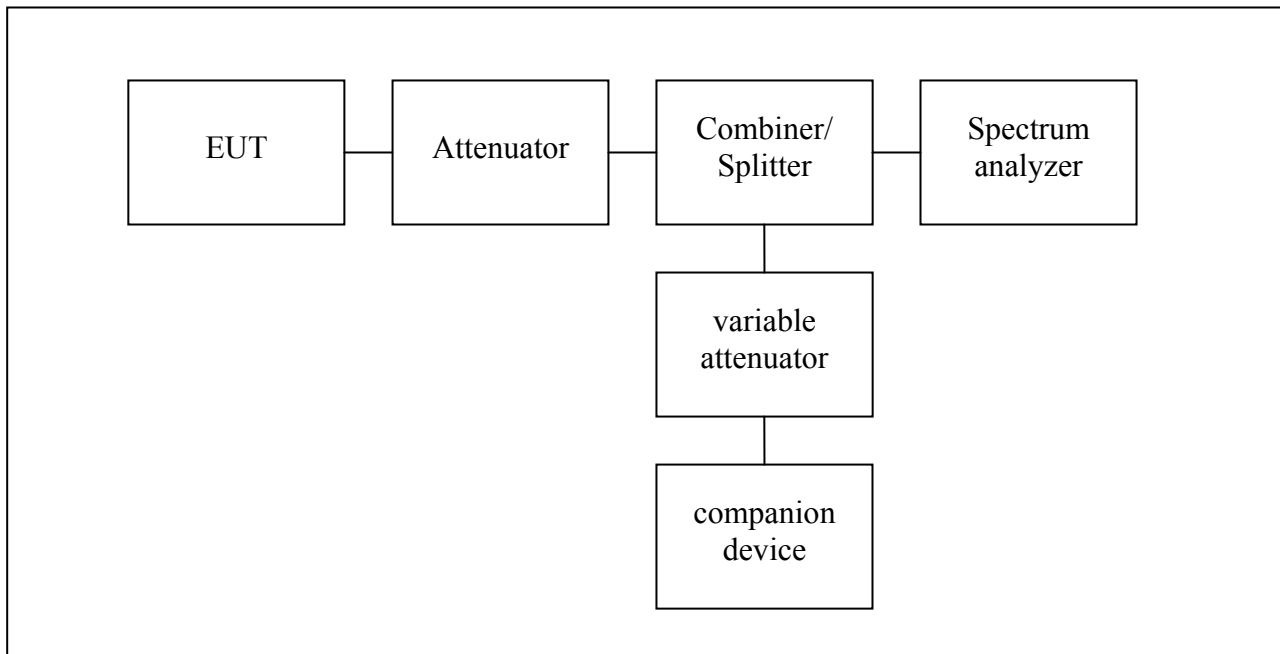 EUT
Attenuator
Combiner/
Splitter
Spectrum
analyzer
variable
attenuator
companion
device